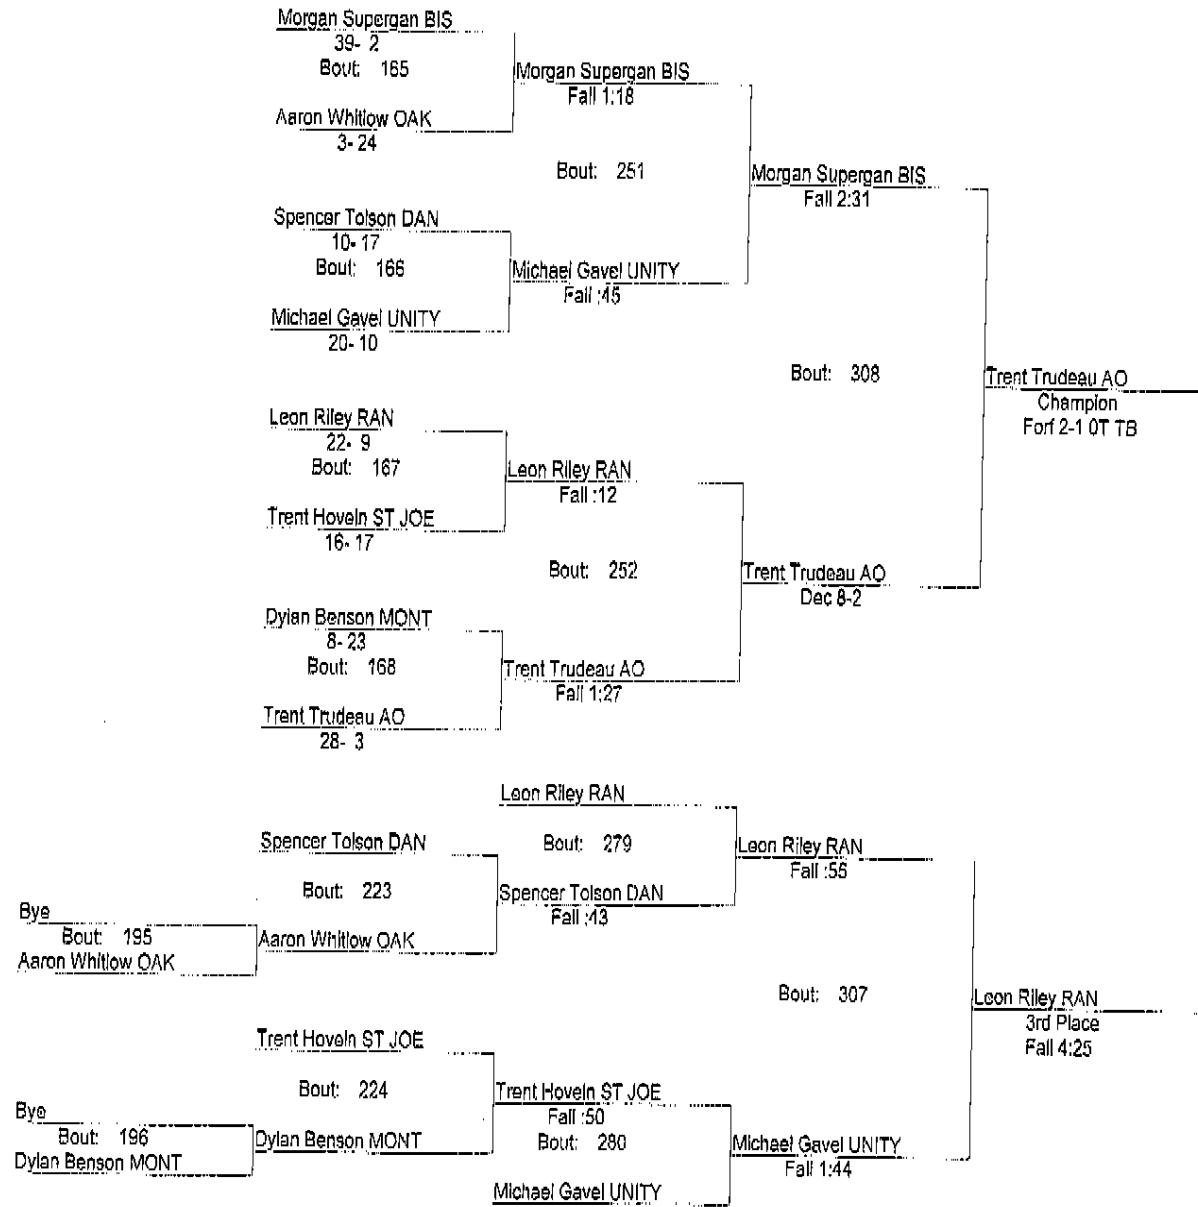 Morgan Supergan BIS
39- 2
Bout: 165
Morgan Supergan BIS
Fall 1:18
Aaron Whitlow OAK
3- 24
Bout: 251
Morgan Supergan BIS
Fall 2:31
Spencer Tolson DAN
10- 17
Bout: 166
Michael Gavel UNITY
Fall :45
Michael Gavel UNITY
20- 10
Bout: 308
Trent Trudeau AO
Champion
Forf 2-1 OT TB
Leon Riley RAN
22- 9
Bout: 167
Leon Riley RAN
Fall :12
Trent Hoveln ST JOE
16- 17
Bout: 252
Trent Trudeau AO
Dec 8-2
Dylan Benson MONT
8- 23
Bout: 168
Trent Trudeau AO
Fall 1:27
Trent Trudeau AO
28- 3
Leon Riley RAN
Bout: 279
Leon Riley RAN
Fall :55
Spencer Tolson DAN
Bout: 223
Spencer Tolson DAN
Fall :43
Bye
Bout: 195
Aaron Whitlow OAK
Aaron Whitlow OAK
Bout: 307
Leon Riley RAN
3rd Place
Fall 4:25
Trent Hoveln ST JOE
Bout: 224
Trent Hoveln ST JOE
Fall :50
Bye
Bout: 196
Dylan Benson MONT
Dylan Benson MONT
Bout: 280
Michael Gavel UNITY
Fall 1:44
Michael Gavel UNITY